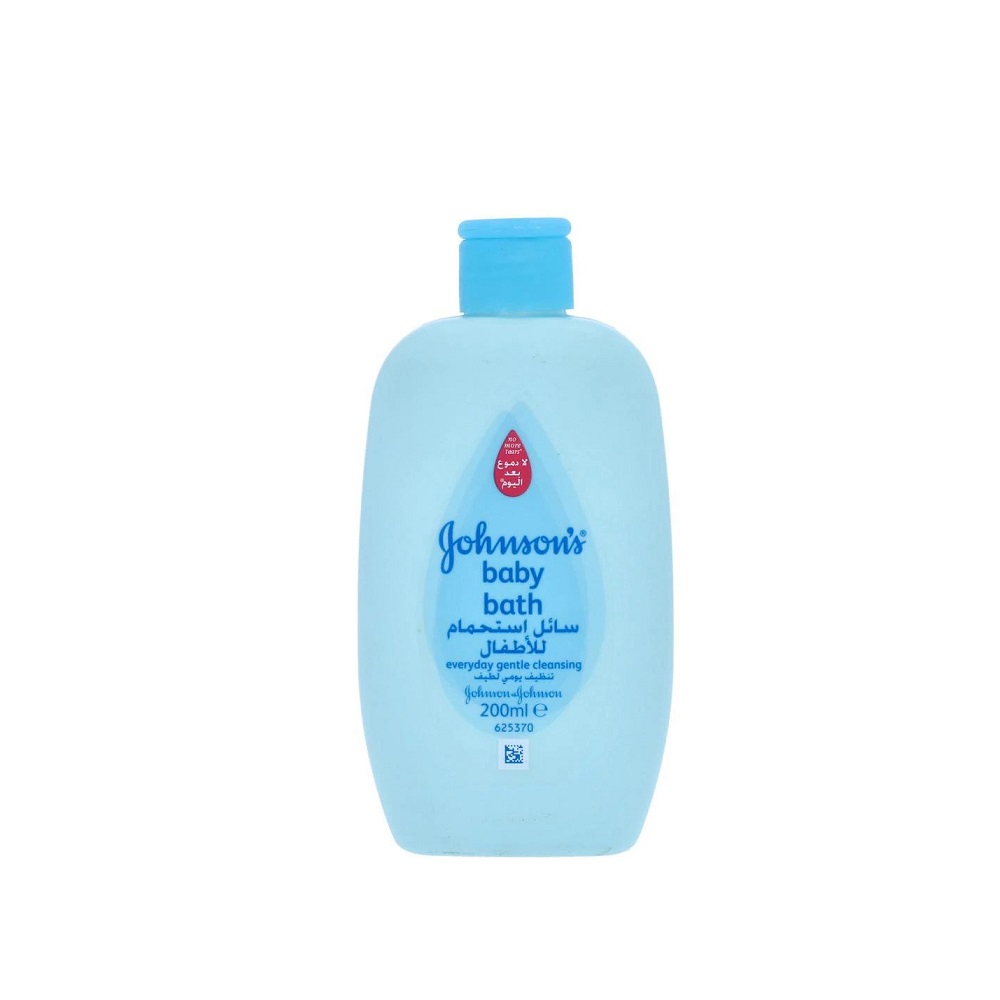 no
more
tears®
لا دموع
بعد
اليوم®
Johnson's®
baby
bath
سائل استحمام
للأطفال
everyday gentle cleansing
تنظيف يومي لطيف
Johnson & Johnson
200ml ℮
625370